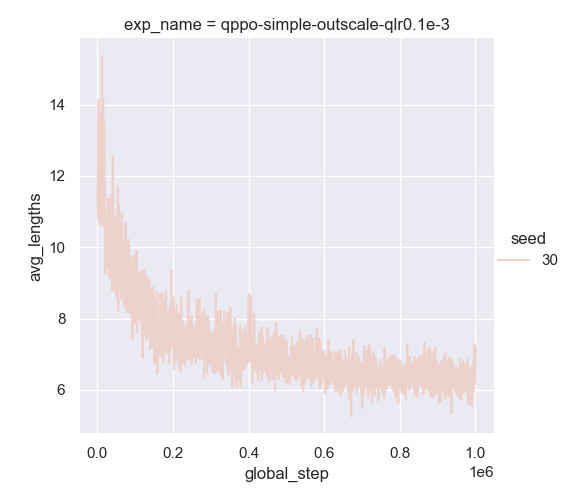 exp_name = qppo-simple-outscale-qlr0.1e-3
14
12
10
8
6
avg_lengths
0.0 0.2 0.4 0.6 0.8 1.0
1e6
global_step
seed
30